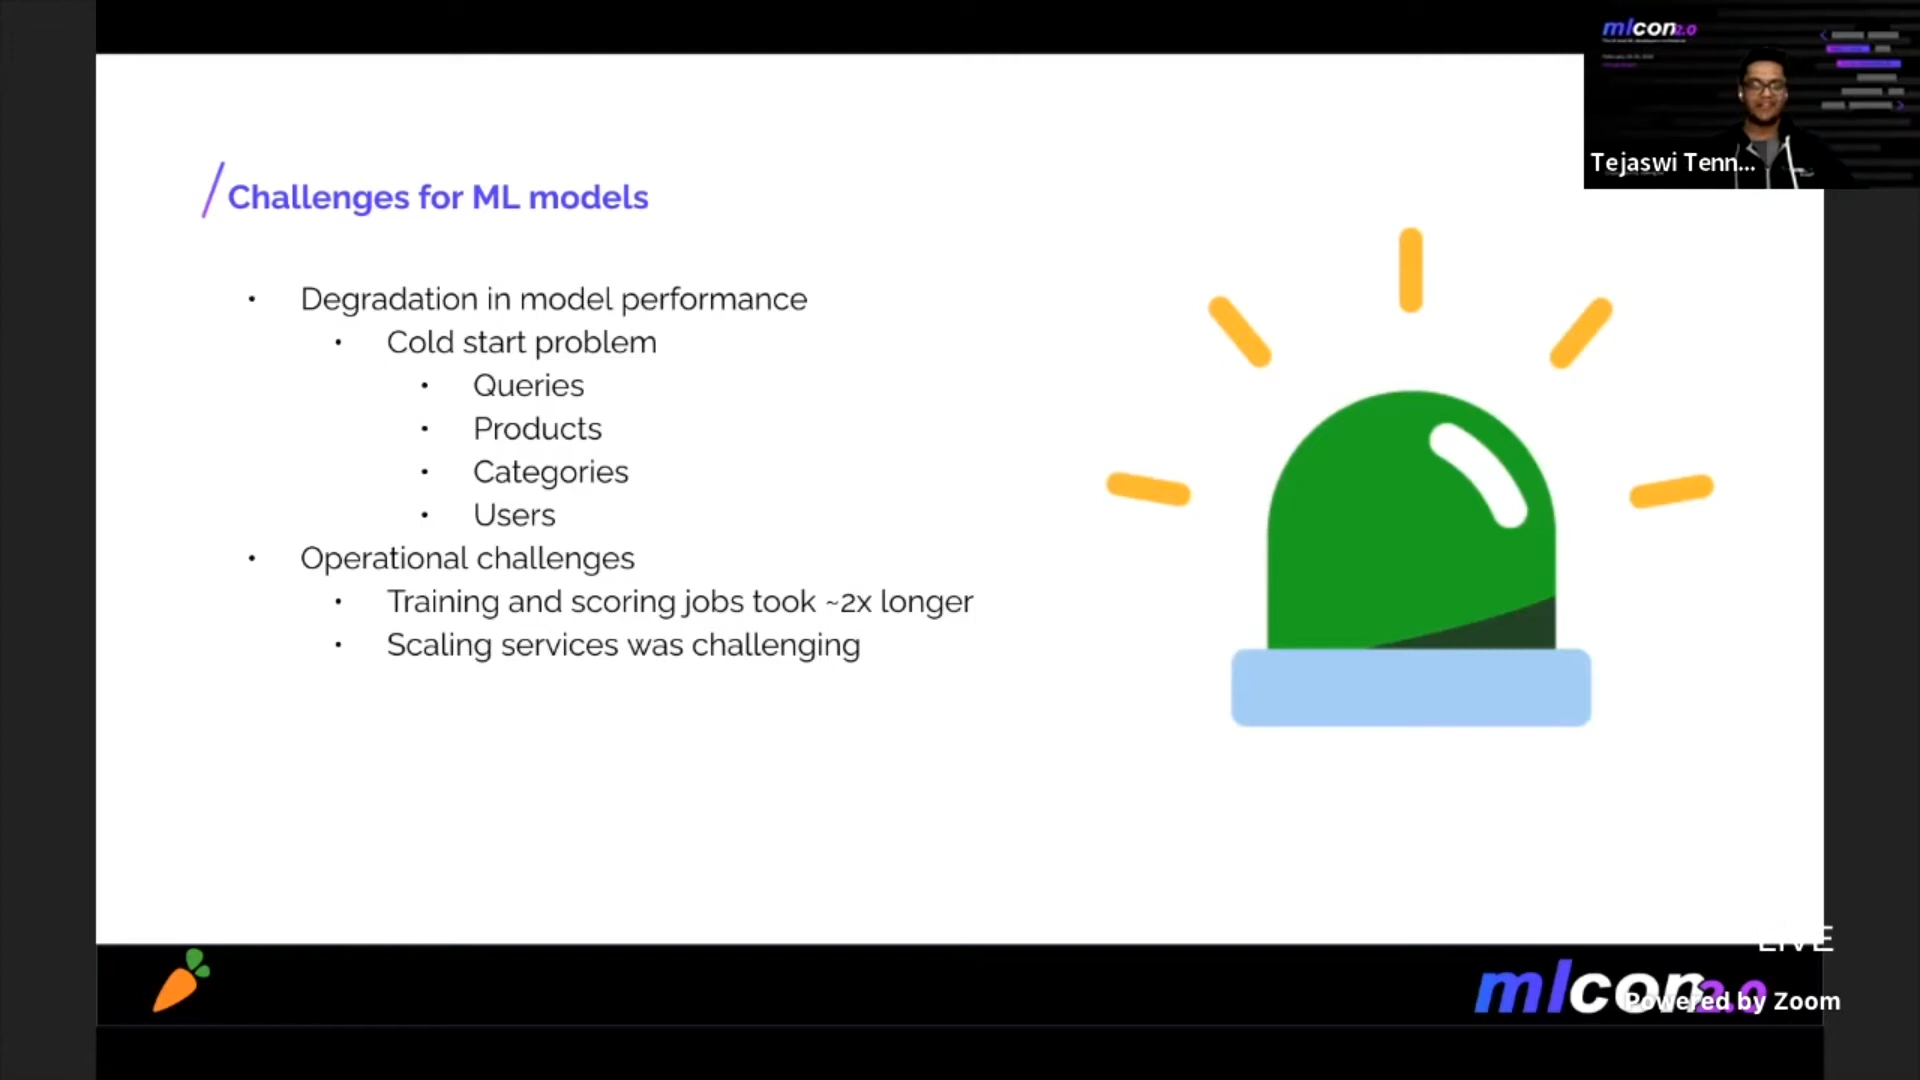 mlcon2.0
Tejaswi Tenn...
Challenges for ML models
• Degradation in model performance
• Cold start problem
• Queries
• Products
• Categories
• Users
• Operational challenges
• Training and scoring jobs took ~2x longer
• Scaling services was challenging
LIVE
mlcon2.0
Powered by Zoom